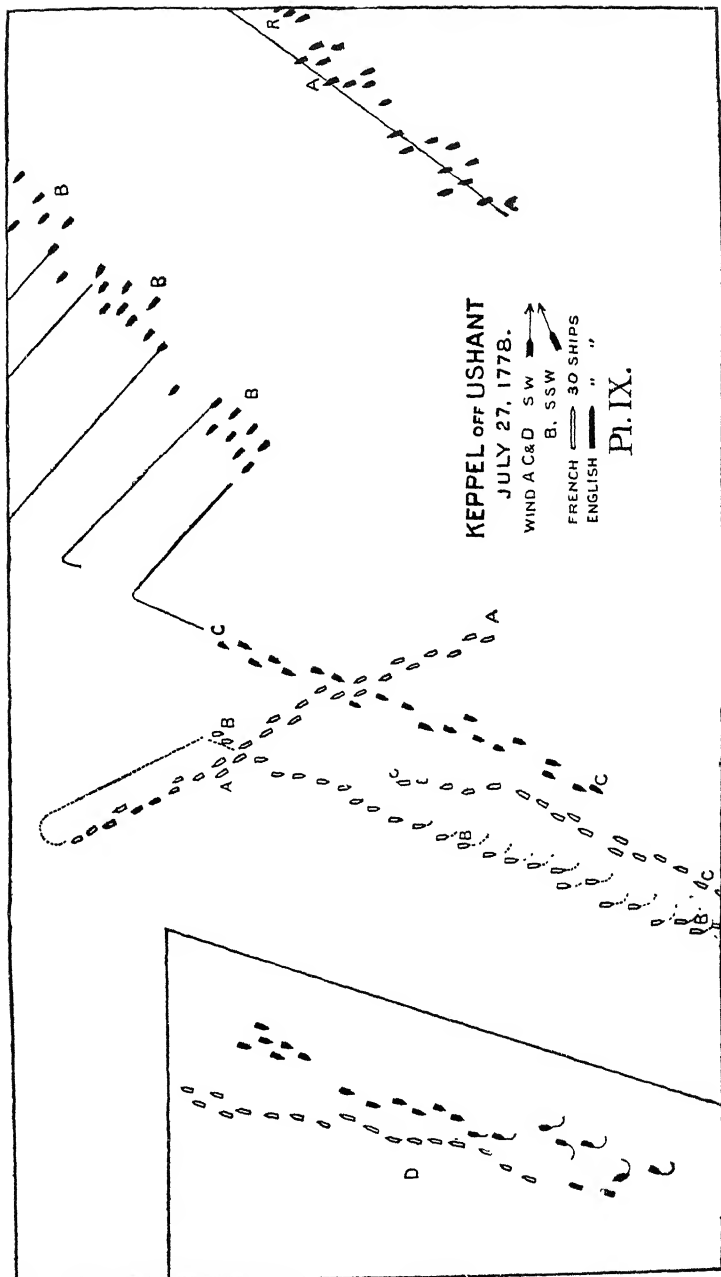 KEPPEL OFF USHANT
JULY 27, 1778.
WIND A C & D SW
B. SSW
FRENCH 30 SHIPS
ENGLISH " "
Pl. IX.
R
A
A
B
B
B
C
A
B
A
C
C
B
C
B
D